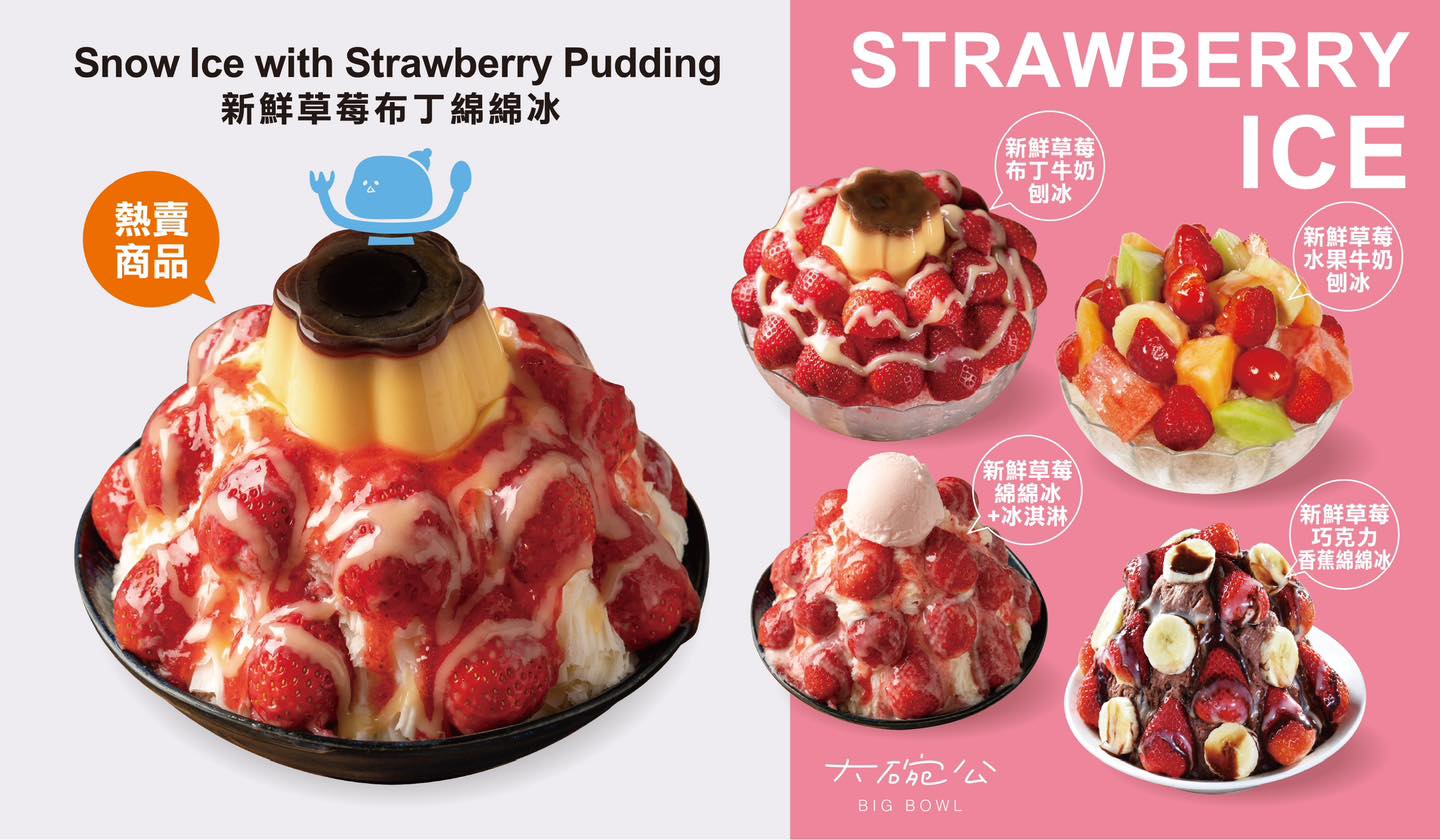 Snow Ice with Strawberry Pudding
新鮮草莓布丁綿綿冰
熱賣
商品
STRAWBERRY
ICE
新鮮草莓
布丁牛奶
刨冰
新鮮草莓
水果牛奶
刨冰
新鮮草莓
綿綿冰
+冰淇淋
新鮮草莓
巧克力
香蕉綿綿冰
大碗公
BIG BOWL